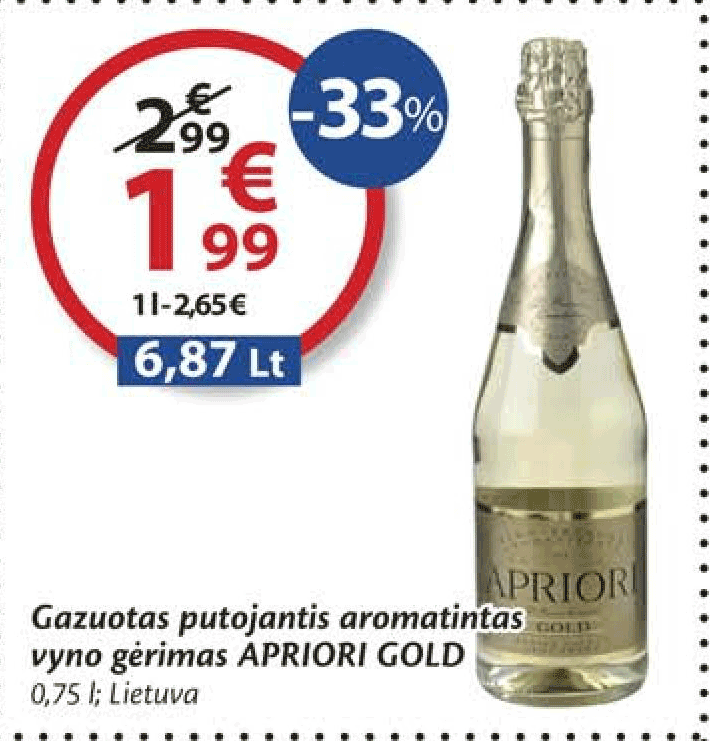 -33%
2 99 €
1 99 €
1 l-2,65€
6,87 Lt
APRIORI
GOLD
Gazuotas putojantis aromatintas
vyno gėrimas APRIORI GOLD
0,75 l; Lietuva